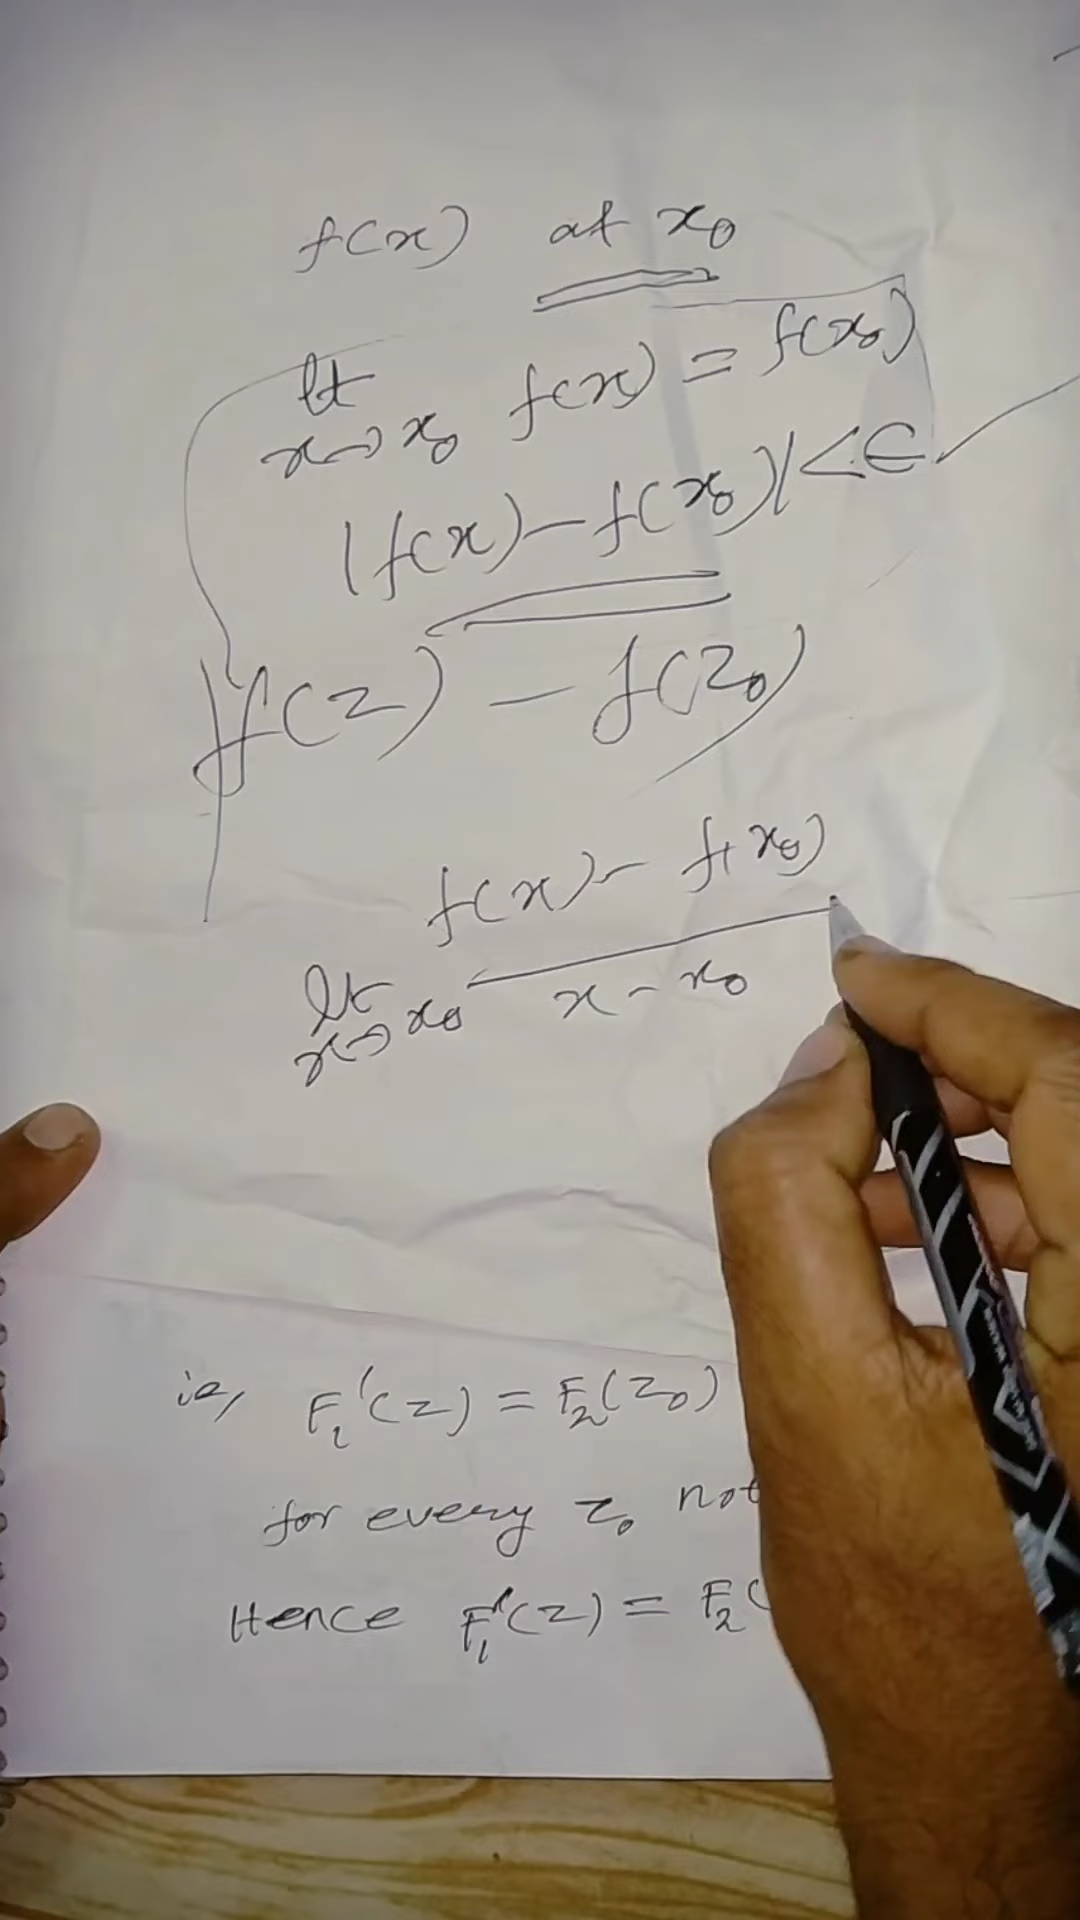 f(x) at x₀
lt x→x₀ f(x) = f(x₀)
|f(x)-f(x₀)|<∈
|f(z) - f(z₀)
lt x→x₀ f(x)- f(x₀) / x - x₀
ie, F₁'(z) = F₂(z₀)
for every z₀ not
Hence F₁'(z) = F₂(